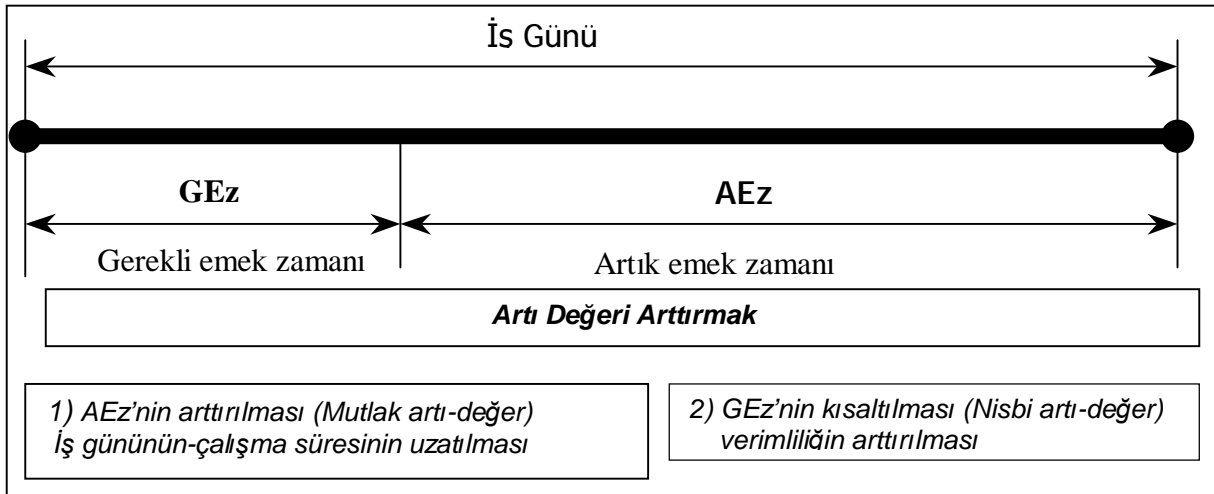 İş Günü
GEz
AEz
Gerekli emek zamanı
Artık emek zamanı
Artı Değeri Arttırmak
1) AEz’nin arttırılması (Mutlak artı-değer)
İş gününün-çalışma süresinin uzatılması
2) GEz’nin kısaltılması (Nisbi artı-değer)
verimliliğin arttırılması